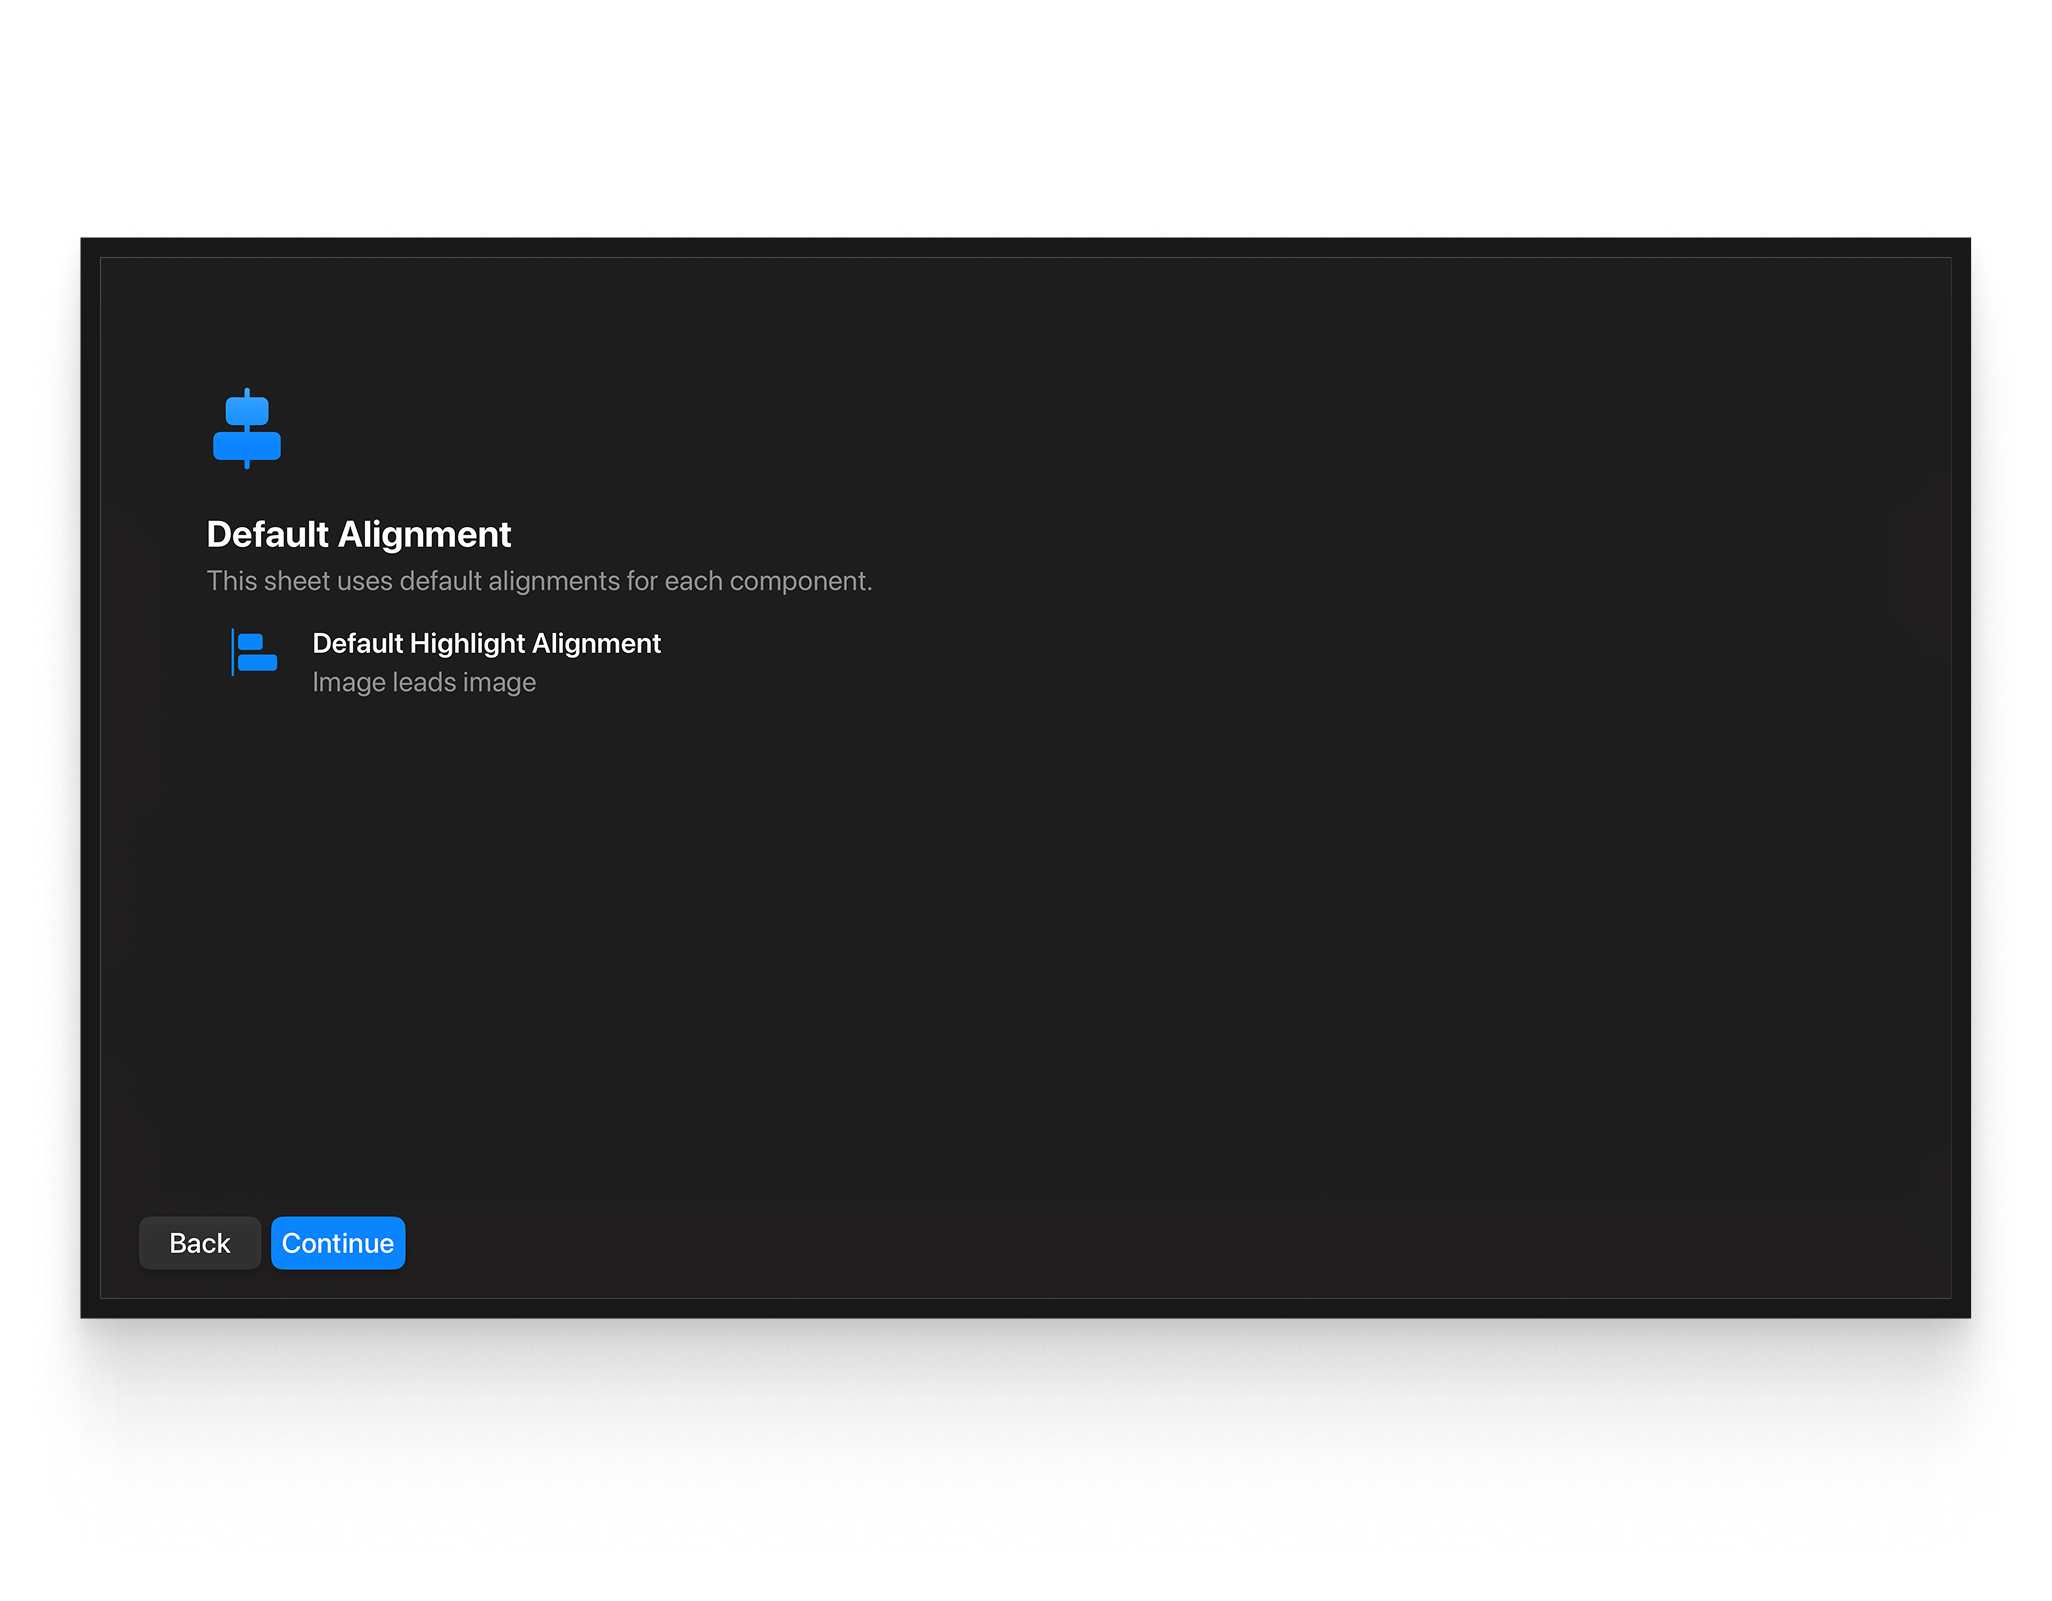 Default Alignment
This sheet uses default alignments for each component.
Default Highlight Alignment
Image leads image
Back
Continue